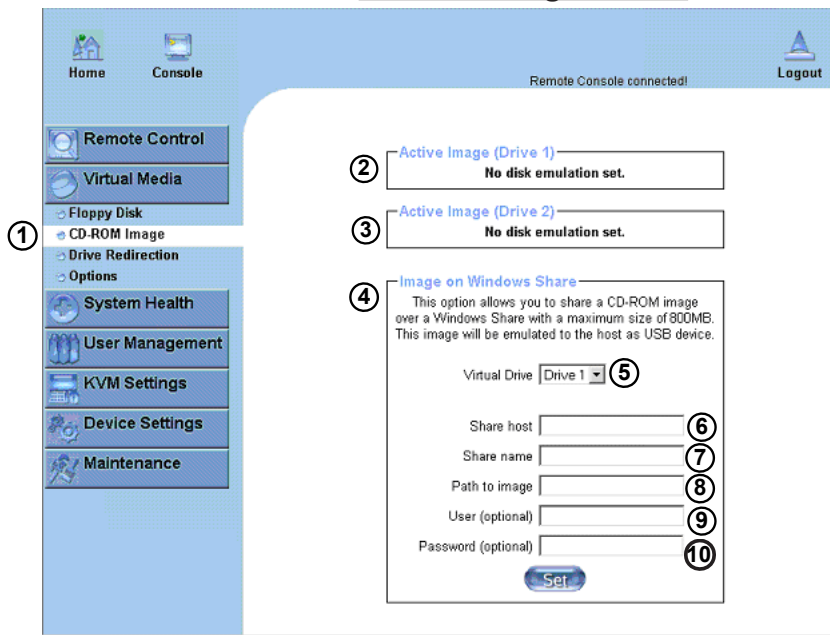 Home
Console
Remote Console connected!
Logout
Remote Control
Virtual Media
Floppy Disk
1
CD-ROM Image
Drive Redirection
Options
System Health
User Management
KVM Settings
Device Settings
Maintenance
2
Active Image (Drive 1)
No disk emulation set.
3
Active Image (Drive 2)
No disk emulation set.
4
Image on Windows Share
This option allows you to share a CD-ROM image
over a Windows Share with a maximum size of 800MB.
This image will be emulated to the host as USB device.
Virtual Drive Drive 1 5
Share host 6
Share name 7
Path to image 8
User (optional) 9
Password (optional) 10
Set